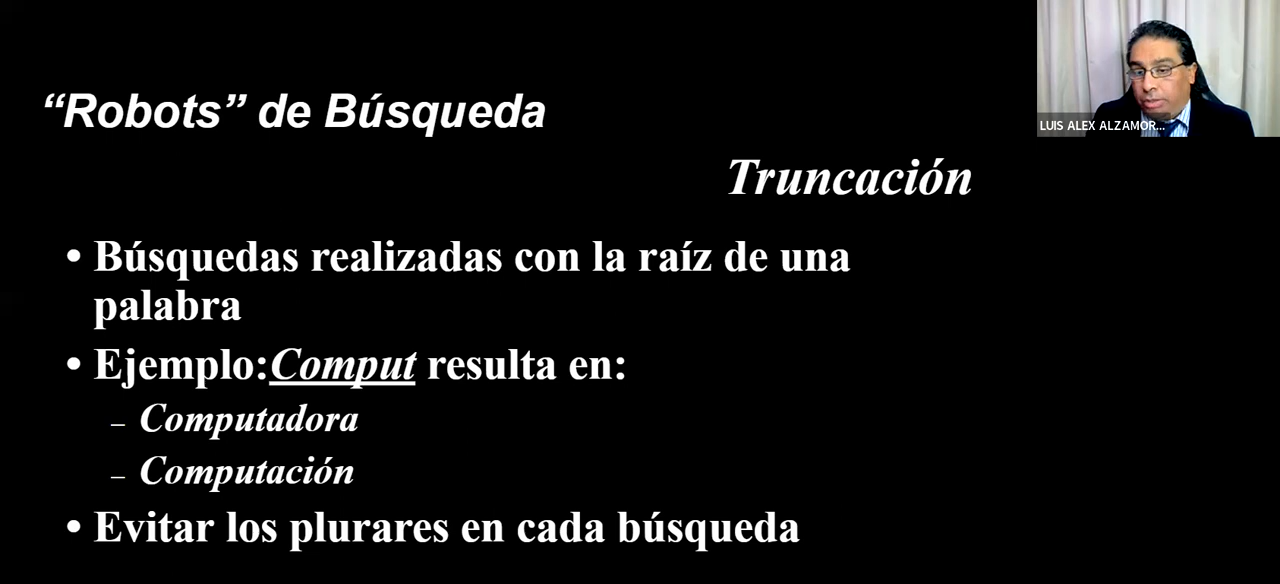 “Robots” de Búsqueda
LUIS ALEX ALZAMOR...
Truncación
• Búsquedas realizadas con la raíz de una
palabra
• Ejemplo:Comput resulta en:
– Computadora
– Computación
• Evitar los plurares en cada búsqueda